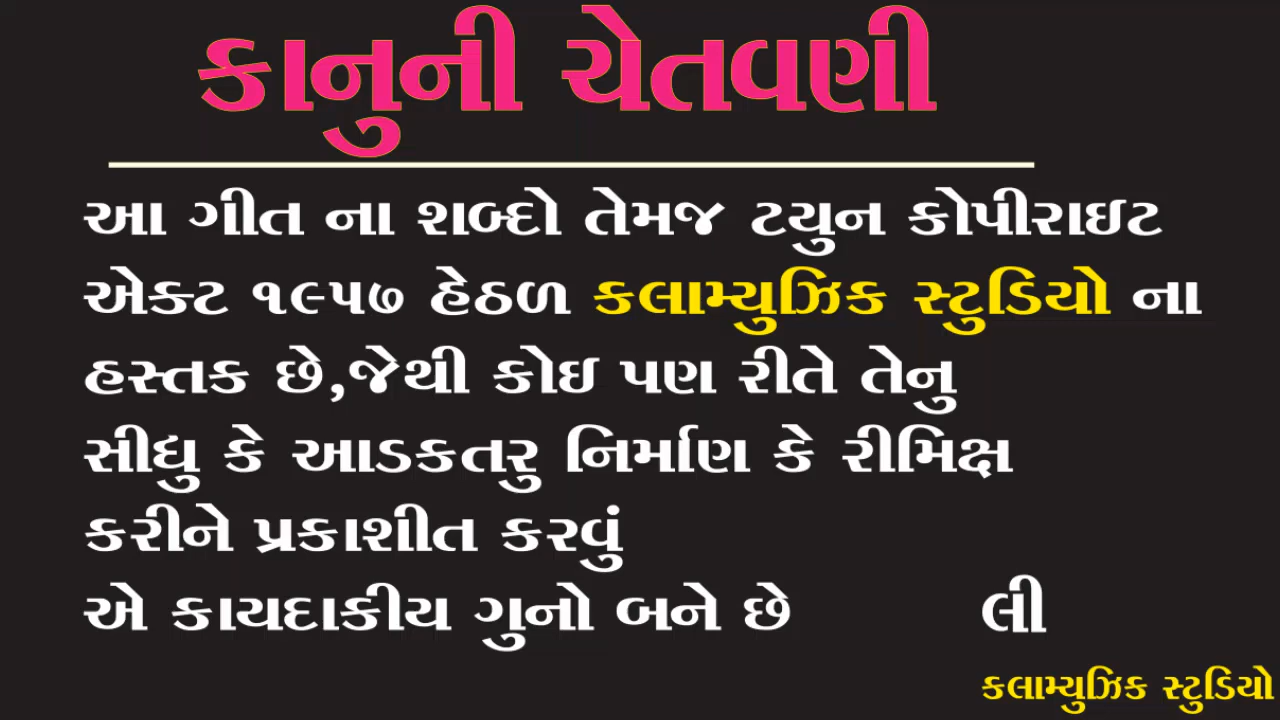 કાનુની ચેતવણી
આ ગીત ના શબ્દો તેમજ ટયુન કોપીરાઇટ
એક્ટ ૧૯૫૭ હેઠળ કલામ્યુઝિક સ્ટુડિયો ના
હસ્તક છે,જેથી કોઇ પણ રીતે તેનુ
સીધુ કે આડકતરુ નિર્માણ કે રીમિક્ષ
કરીને પ્રકાશીત કરવું
એ કાયદાકીય ગુનો બને છે લી
કલામ્યુઝિક સ્ટુડિયો